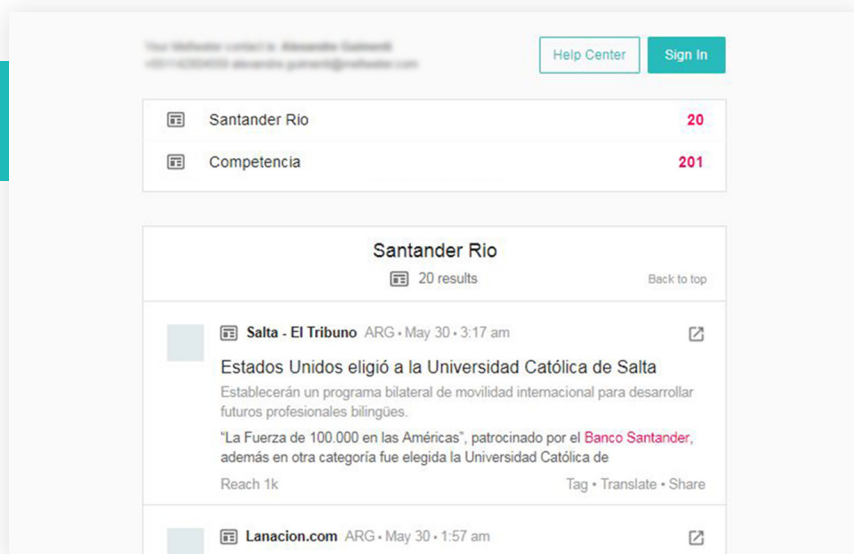 Help Center
Sign In
Santander Rio 20
Competencia 201
Santander Rio
20 results
Back to top
Salta - El Tribuno ARG • May 30 • 3:17 am
Estados Unidos eligió a la Universidad Católica de Salta
Establecerán un programa bilateral de movilidad internacional para desarrollar
futuros profesionales bilingües.
“La Fuerza de 100.000 en las Américas”, patrocinado por el Banco Santander,
además en otra categoría fue elegida la Universidad Católica de
Reach 1k
Tag • Translate • Share
Lanacion.com ARG • May 30 • 1:57 am